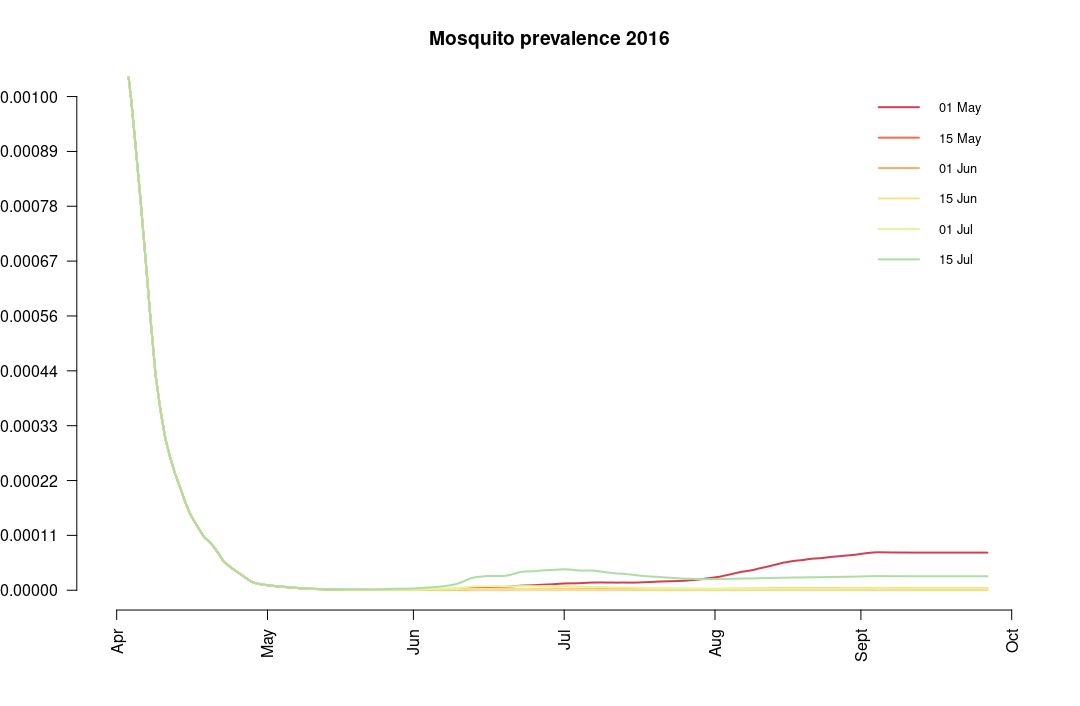 Mosquito prevalence 2016
0.00100
0.00089
0.00078
0.00067
0.00056
0.00044
0.00033
0.00022
0.00011
0.00000
01 May
15 May
01 Jun
15 Jun
01 Jul
15 Jul
Apr
May
Jun
Jul
Aug
Sept
Oct